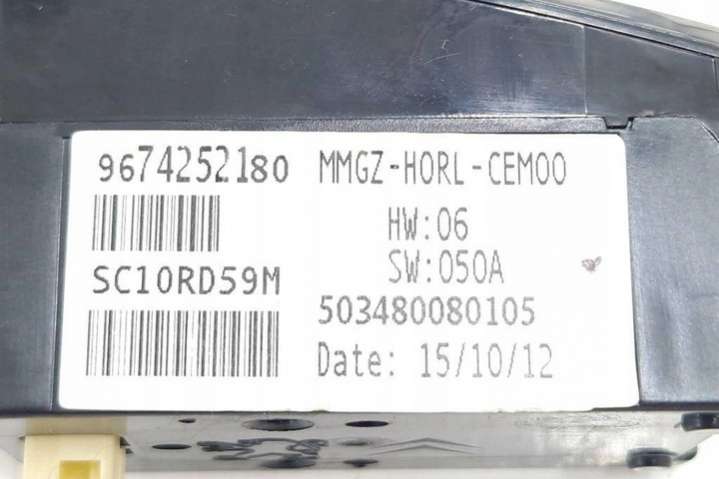 9674252180
SC10RD59M
MMGZ-HORL-CEM00
HW:06
SW:050A
503480080105
Date: 15/10/12